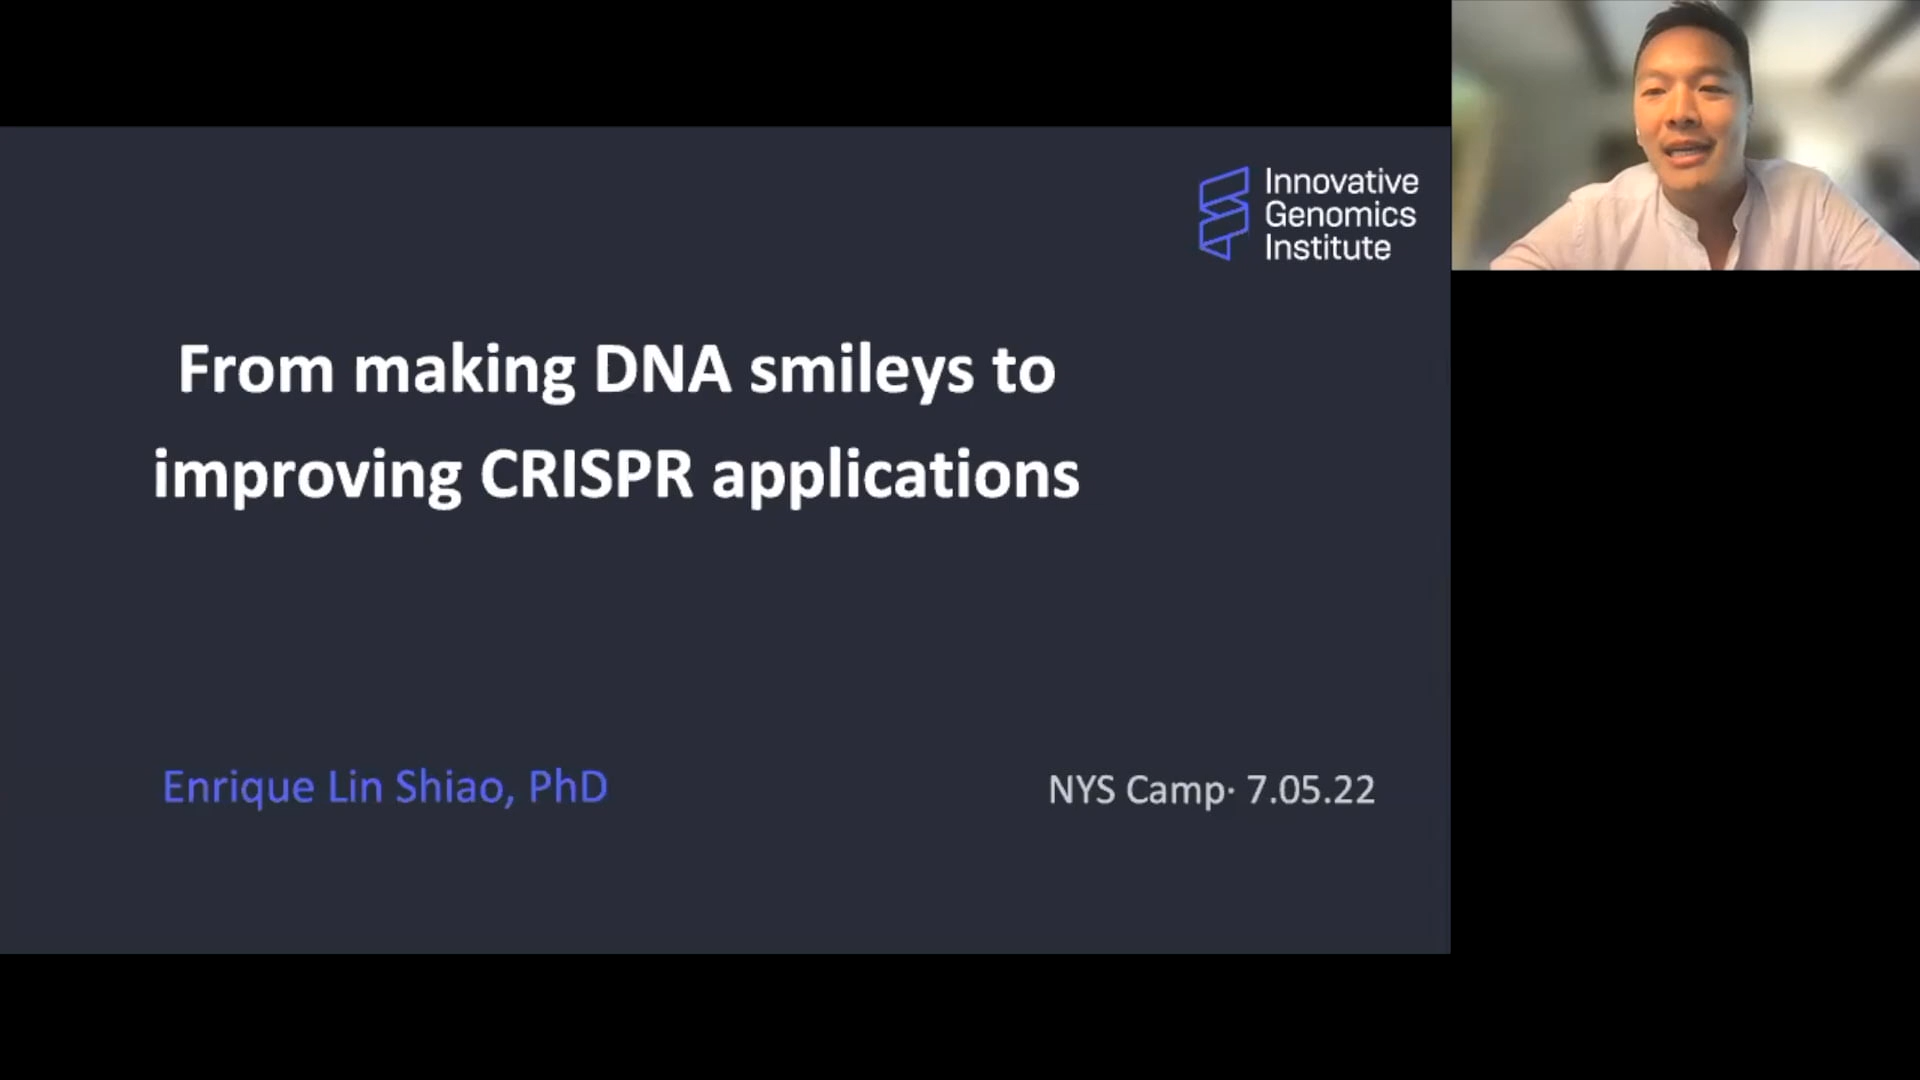 Innovative
Genomics
Institute
From making DNA smileys to
improving CRISPR applications
Enrique Lin Shiao, PhD
NYS Camp· 7.05.22